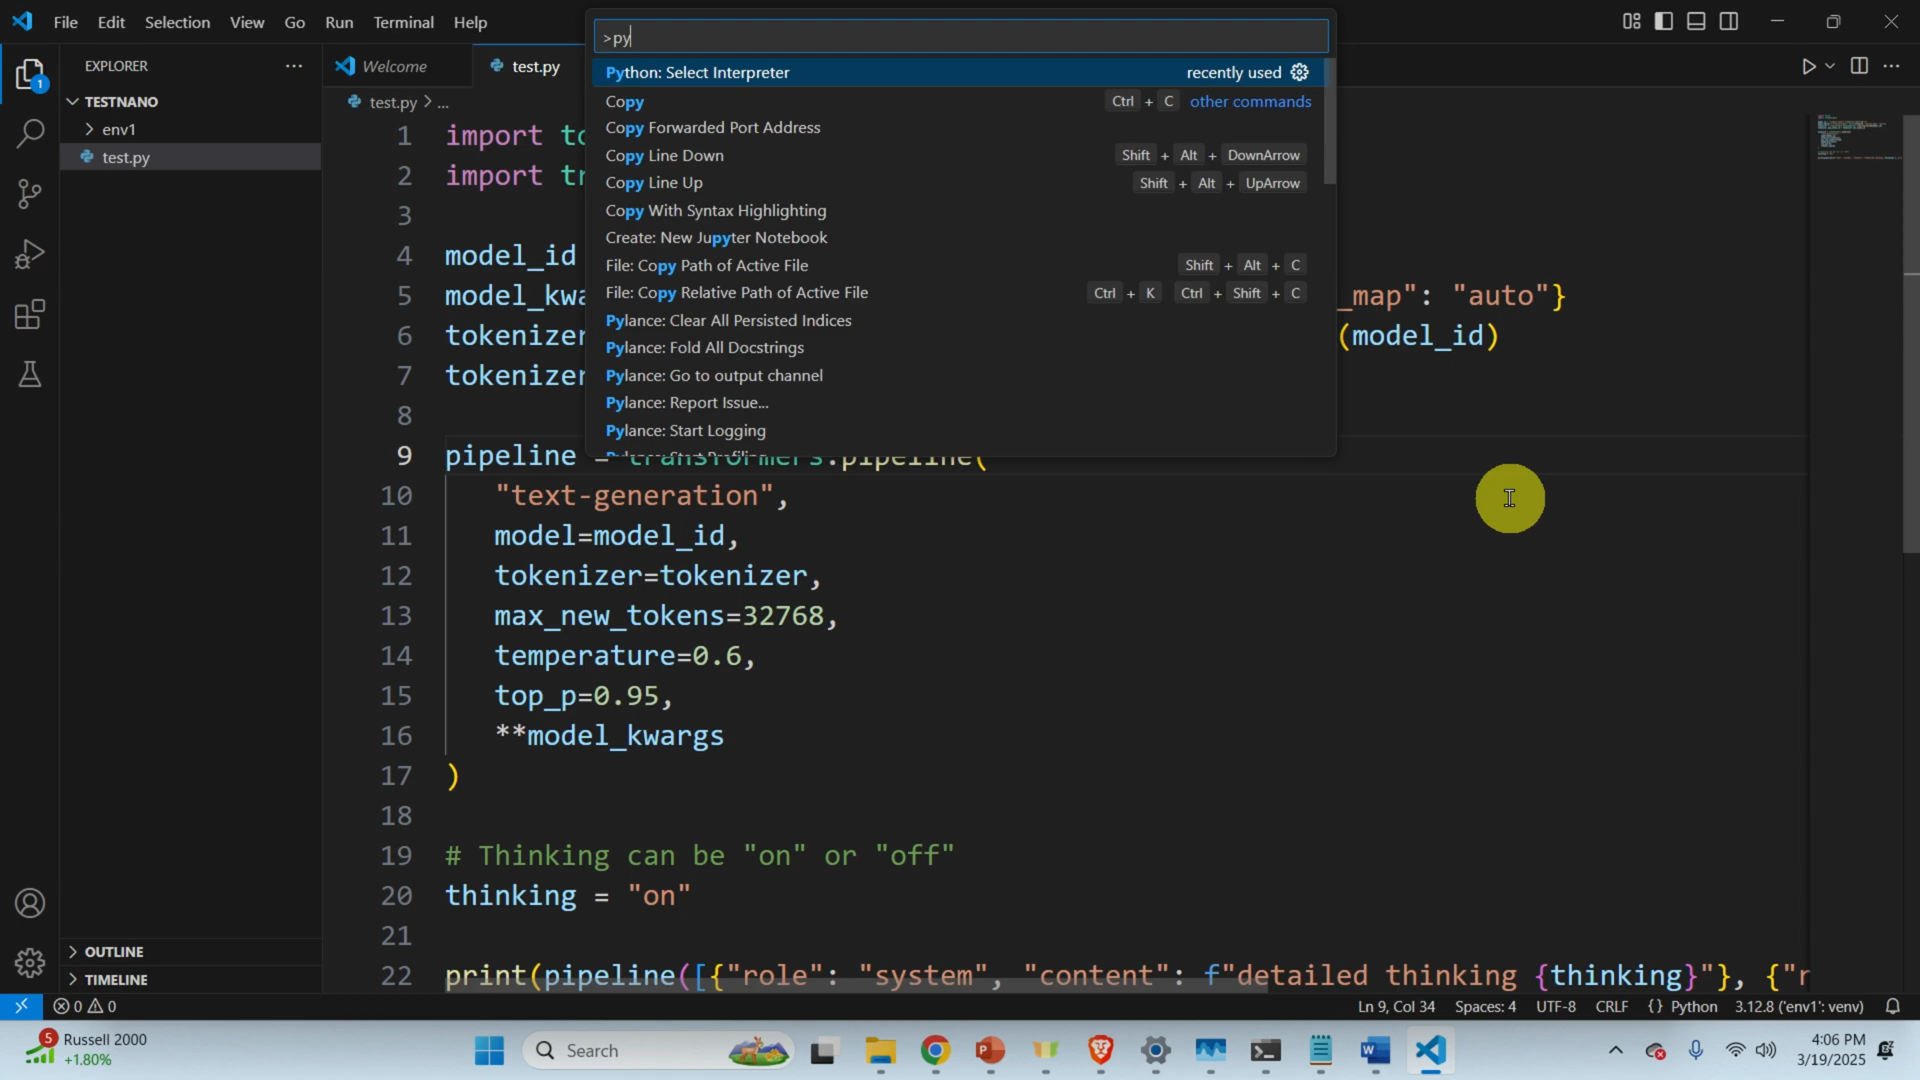 File Edit Selection View Go Run Terminal Help
>py
Python: Select Interpreter recently used
Copy Ctrl + C other commands
Copy Forwarded Port Address
Copy Line Down Shift + Alt + DownArrow
Copy Line Up Shift + Alt + UpArrow
Copy With Syntax Highlighting
Create: New Jupyter Notebook
File: Copy Path of Active File Shift + Alt + C
File: Copy Relative Path of Active File Ctrl + K Ctrl + Shift + C
Pylance: Clear All Persisted Indices
Pylance: Fold All Docstrings
Pylance: Go to output channel
Pylance: Report Issue...
Pylance: Start Logging
EXPLORER
TESTNANO
env1
test.py
OUTLINE
TIMELINE
Welcome test.py
test.py > ...
1 import to
2 import tr
3
4 model_id
5 model_kwa _map": "auto"}
6 tokenizer (model_id)
7 tokenizer
8
9 pipeline = transformers.pipeline(
10 "text-generation",
11 model=model_id,
12 tokenizer=tokenizer,
13 max_new_tokens=32768,
14 temperature=0.6,
15 top_p=0.95,
16 **model_kwargs
17 )
18
19 # Thinking can be "on" or "off"
20 thinking = "on"
21
22 print(pipeline([{"role": "system", "content": f"detailed thinking {thinking}"}, {"r
0 0 Ln 9, Col 34 Spaces: 4 UTF-8 CRLF {} Python 3.12.8 ('env1': venv)
5 Russell 2000
+1.80%
Search
4:06 PM
3/19/2025
1